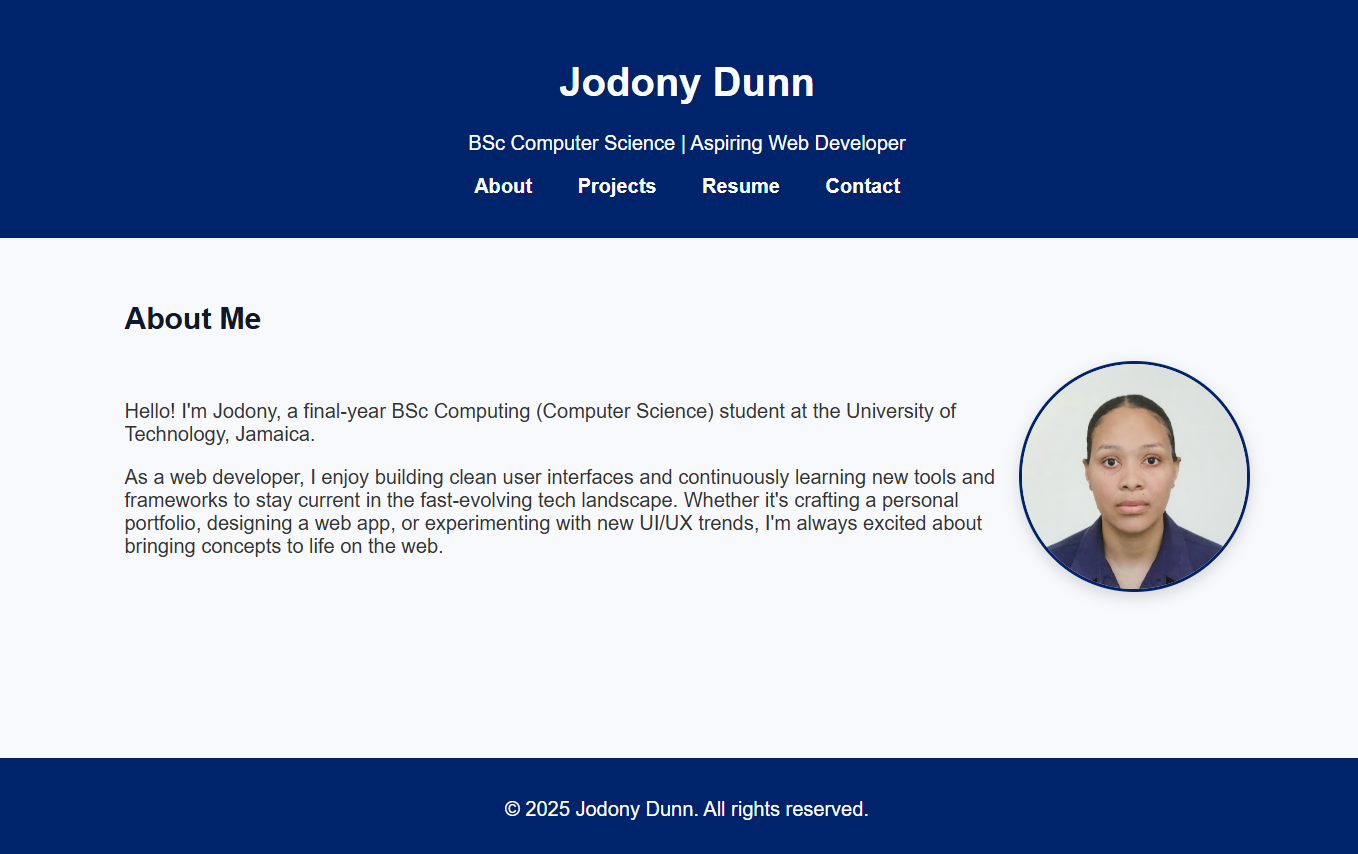 Jodony Dunn
BSc Computer Science | Aspiring Web Developer
About Projects Resume Contact
About Me
Hello! I'm Jodony, a final-year BSc Computing (Computer Science) student at the University of
Technology, Jamaica.
As a web developer, I enjoy building clean user interfaces and continuously learning new tools and
frameworks to stay current in the fast-evolving tech landscape. Whether it's crafting a personal
portfolio, designing a web app, or experimenting with new UI/UX trends, I'm always excited about
bringing concepts to life on the web.
© 2025 Jodony Dunn. All rights reserved.